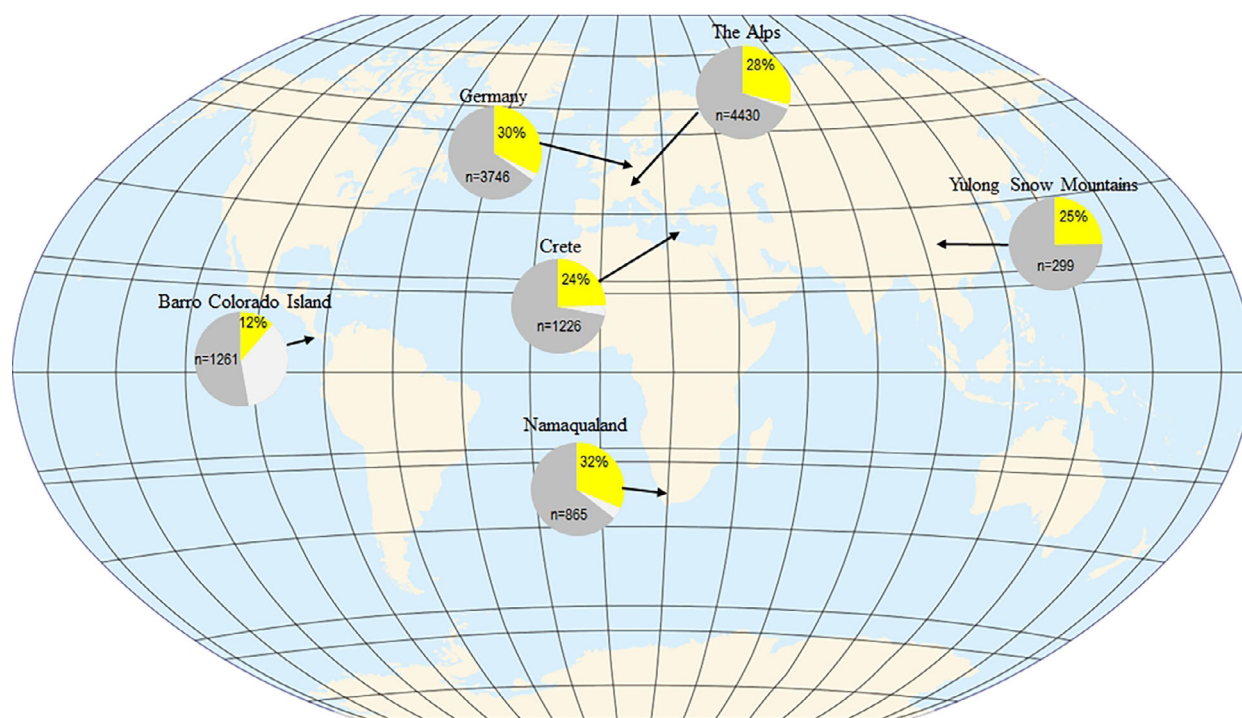 The Alps
28%
n=4430
Germany
30%
n=3746
Yulong Snow Mountains
25%
n=299
Crete
24%
n=1226
Barro Colorado Island
12%
n=1261
Namaqualand
32%
n=865